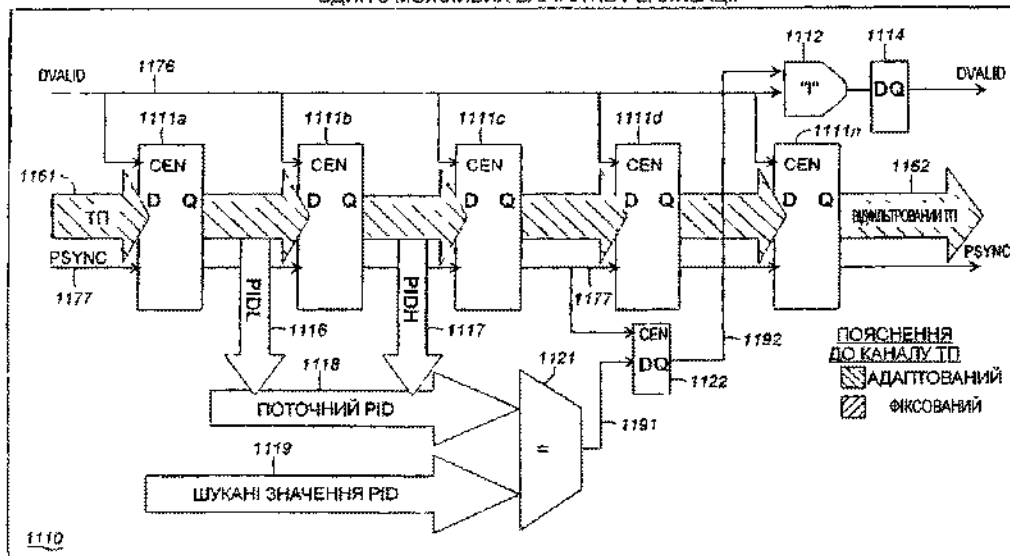 1176
1112
1114
DVALID
"I"
D Q
DVALID
1111a
1111b
1111c
1111d
1111n
CEN
CEN
CEN
CEN
CEN
1161
1162
D Q
D Q
D Q
D Q
D Q
ТП
ВІДФІЛЬТРОВАНИЙ ТП
PSYNC
PSYNC
1177
1177
PIDL
1116
PIDH
1117
1192
CEN
DQ
1122
ПОЯСНЕННЯ
ДО КАНАЛУ ТП
АДАПТОВАНИЙ
ФІКСОВАНИЙ
1118
1121
ПОТОЧНИЙ PID
=
1191
1119
ШУКАНІ ЗНАЧЕННЯ PID
1110